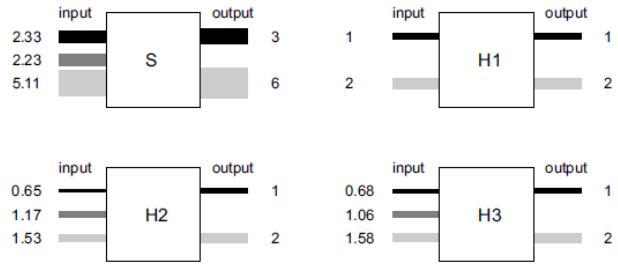 input output input output
2.33 3 1 1
2.23 S H1
5.11 6 2 2
input output input output
0.65 1 0.68 1
1.17 H2 1.06 H3
1.53 2 1.58 2